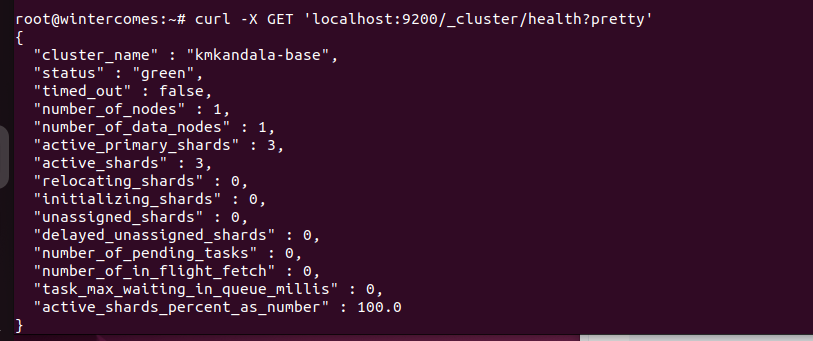 root@wintercomes:~# curl -X GET 'localhost:9200/_cluster/health?pretty'
{
  "cluster_name" : "kmkandala-base",
  "status" : "green",
  "timed_out" : false,
  "number_of_nodes" : 1,
  "number_of_data_nodes" : 1,
  "active_primary_shards" : 3,
  "active_shards" : 3,
  "relocating_shards" : 0,
  "initializing_shards" : 0,
  "unassigned_shards" : 0,
  "delayed_unassigned_shards" : 0,
  "number_of_pending_tasks" : 0,
  "number_of_in_flight_fetch" : 0,
  "task_max_waiting_in_queue_millis" : 0,
  "active_shards_percent_as_number" : 100.0
}